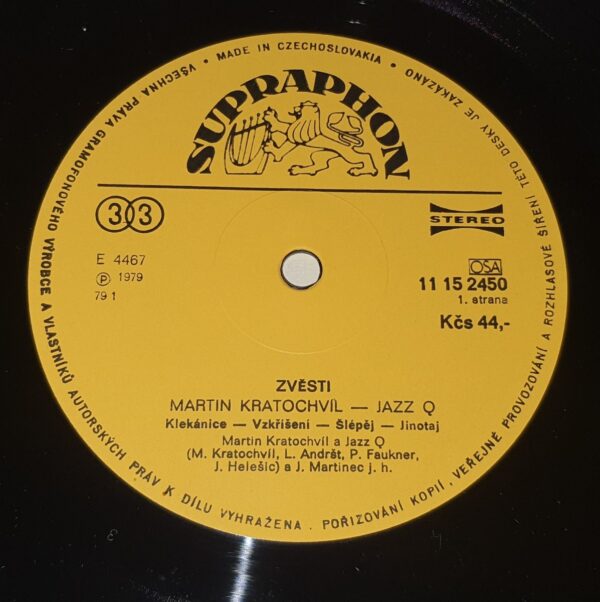 VŠECHNA PRÁVA GRAMOFONOVÉHO VÝROBCE A VLASTNÍKŮ AUTORSKÝCH PRÁV K DÍLU VYHRAŽENA . POŘIZOVÁNÍ KOPIÍ, VEŘEJNÉ PROVOZOVÁNÍ A ROZHLASOVÉ ŠÍŘENÍ TÉTO DESKY JE ZAKÁZÁNO • MADE IN CZECHOSLOVAKIA •
SUPRAPHON
33
STEREO
E 4467
Ⓟ 1979
79 1
OSA
11 15 2450
1. strana
Kčs 44,-
ZVĚSTI
MARTIN KRATOCHVÍL — JAZZ Q
Klekánice — Vzkříšení — Šlépěj — Jinotaj
Martin Kratochvíl a Jazz Q
(M. Kratochvíl, L. Andršt, P. Faukner,
J. Helešic) a J. Martinec j. h.